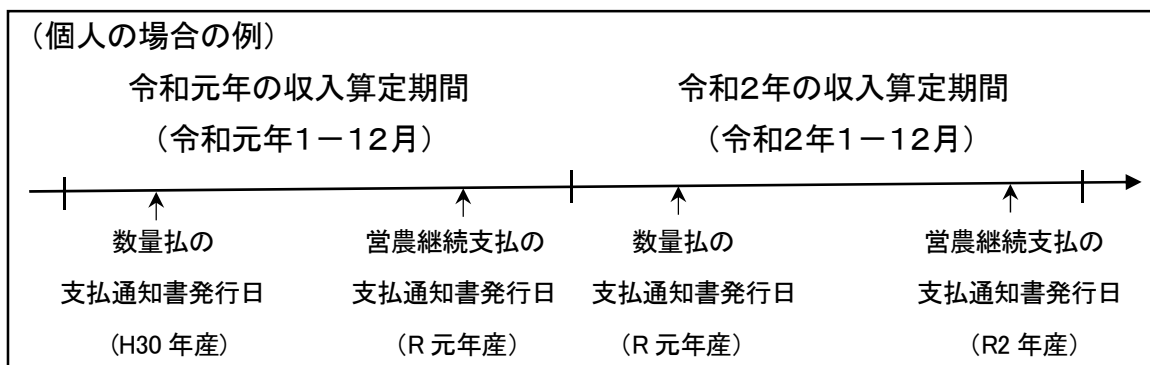 （個人の場合の例）
令和元年の収入算定期間　令和２年の収入算定期間
（令和元年１－１２月）　（令和２年１－１２月）
数量払の　営農継続支払の　数量払の　営農継続支払の
支払通知書発行日　支払通知書発行日　支払通知書発行日　支払通知書発行日
（H30 年産）　（R 元年産）　（R 元年産）　（R2 年産）